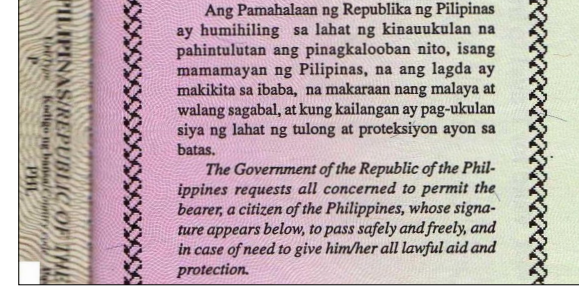 Ang Pamahalaan ng Republika ng Pilipinas
ay humihiling sa lahat ng kinauukulan na
pahintulutan ang pinagkalooban nito, isang
mamamayan ng Pilipinas, na ang lagda ay
makikita sa ibaba, na makaraan nang malaya at
walang sagabal, at kung kailangan ay pag-ukulan
siya ng lahat ng tulong at proteksiyon ayon sa
batas.
The Government of the Republic of the Phil-
ippines requests all concerned to permit the
bearer, a citizen of the Philippines, whose signa-
ture appears below, to pass safely and freely, and
in case of need to give him/her all lawful aid and
protection.
PILIPINAS/REPUBLIC OF THE
P
PHI